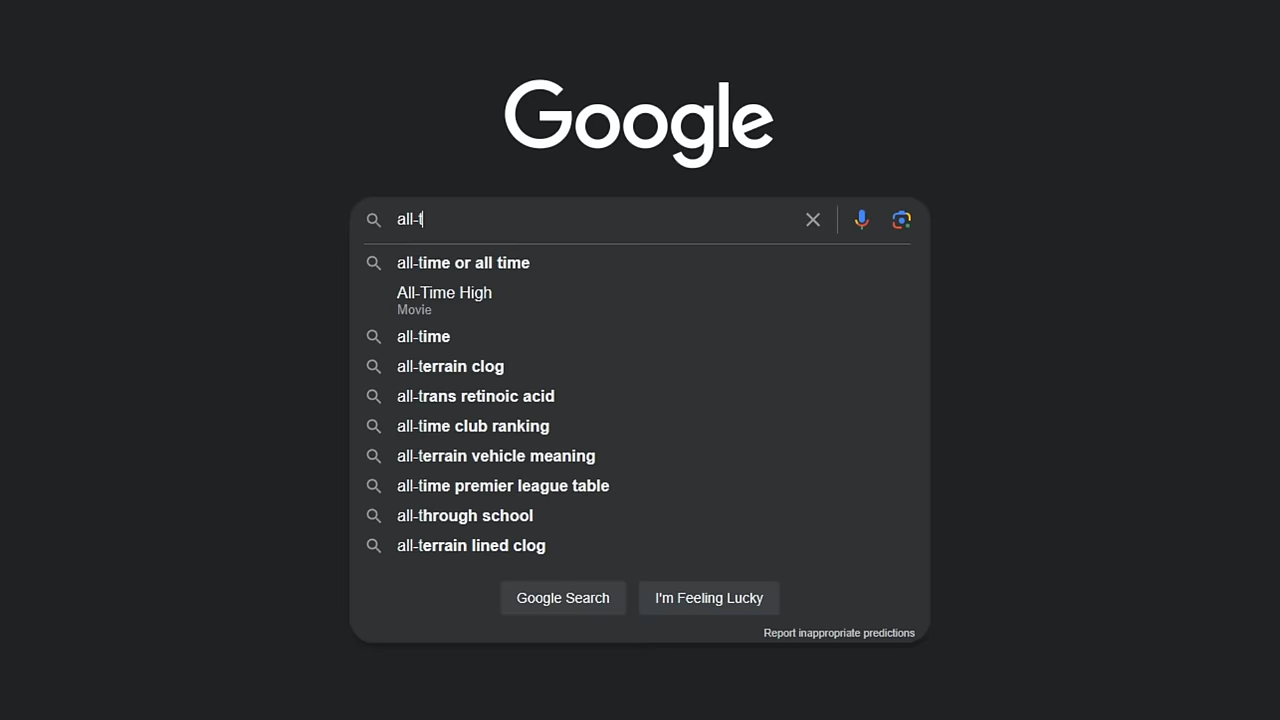 Google
all-t
all-time or all time
All-Time High
Movie
all-time
all-terrain clog
all-trans retinoic acid
all-time club ranking
all-terrain vehicle meaning
all-time premier league table
all-through school
all-terrain lined clog
Google Search I'm Feeling Lucky
Report inappropriate predictions